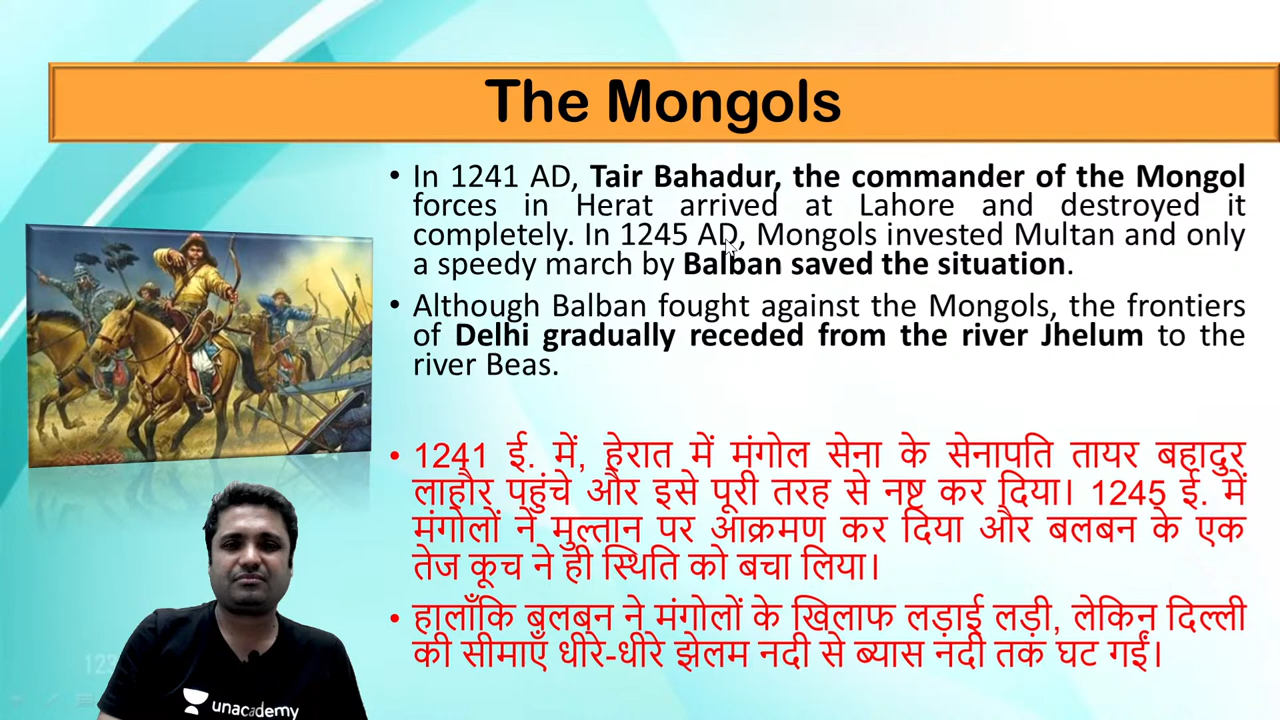 The Mongols
• In 1241 AD, Tair Bahadur, the commander of the Mongol
forces in Herat arrived at Lahore and destroyed it
completely. In 1245 AD, Mongols invested Multan and only
a speedy march by Balban saved the situation.
• Although Balban fought against the Mongols, the frontiers
of Delhi gradually receded from the river Jhelum to the
river Beas.
• 1241 ई. में, हेरात में मंगोल सेना के सेनापति तायर बहादुर
लाहौर पहुंचे और इसे पूरी तरह से नष्ट कर दिया। 1245 ई. में
मंगोलों ने मुल्तान पर आक्रमण कर दिया और बलबन के एक
तेज कूच ने ही स्थिति को बचा लिया।
• हालाँकि बलबन ने मंगोलों के खिलाफ लड़ाई लड़ी, लेकिन दिल्ली
की सीमाएँ धीरे-धीरे झेलम नदी से ब्यास नदी तक घट गईं।
unacademy